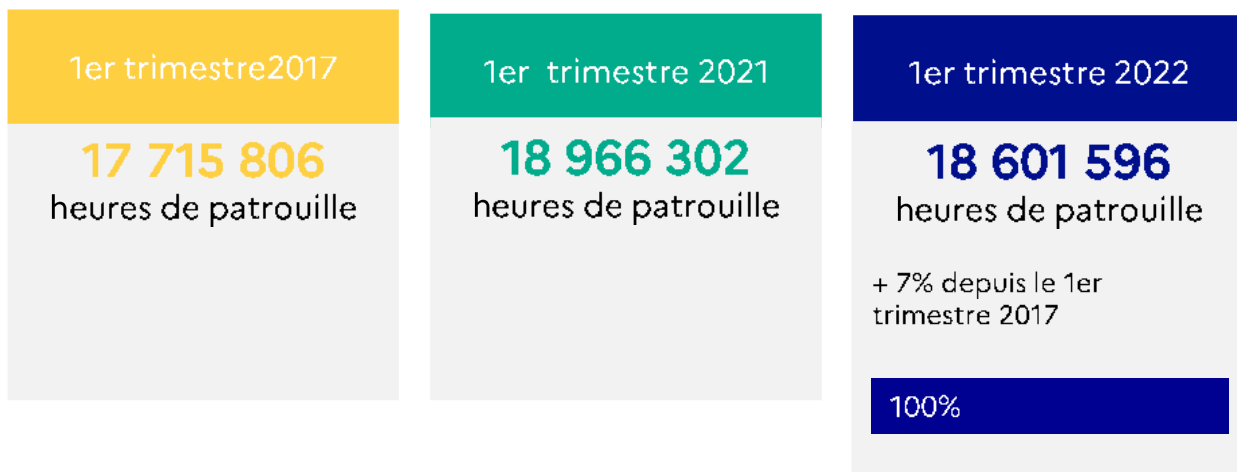 1er trimestre2017
17 715 806
heures de patrouille
1er trimestre 2021
18 966 302
heures de patrouille
1er trimestre 2022
18 601 596
heures de patrouille
+ 7% depuis le 1er
trimestre 2017
100%